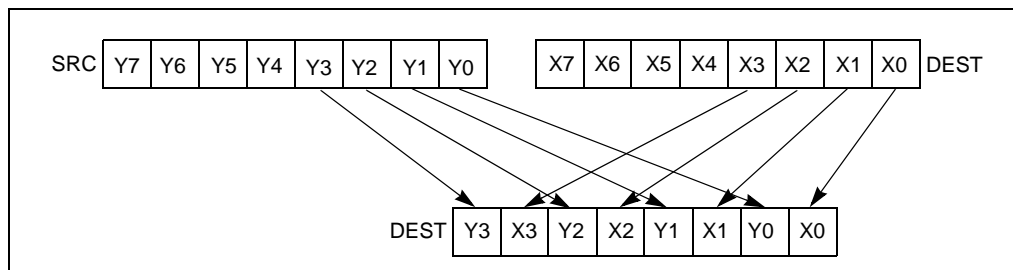 SRC Y7 Y6 Y5 Y4 Y3 Y2 Y1 Y0 X7 X6 X5 X4 X3 X2 X1 X0 DEST
DEST Y3 X3 Y2 X2 Y1 X1 Y0 X0